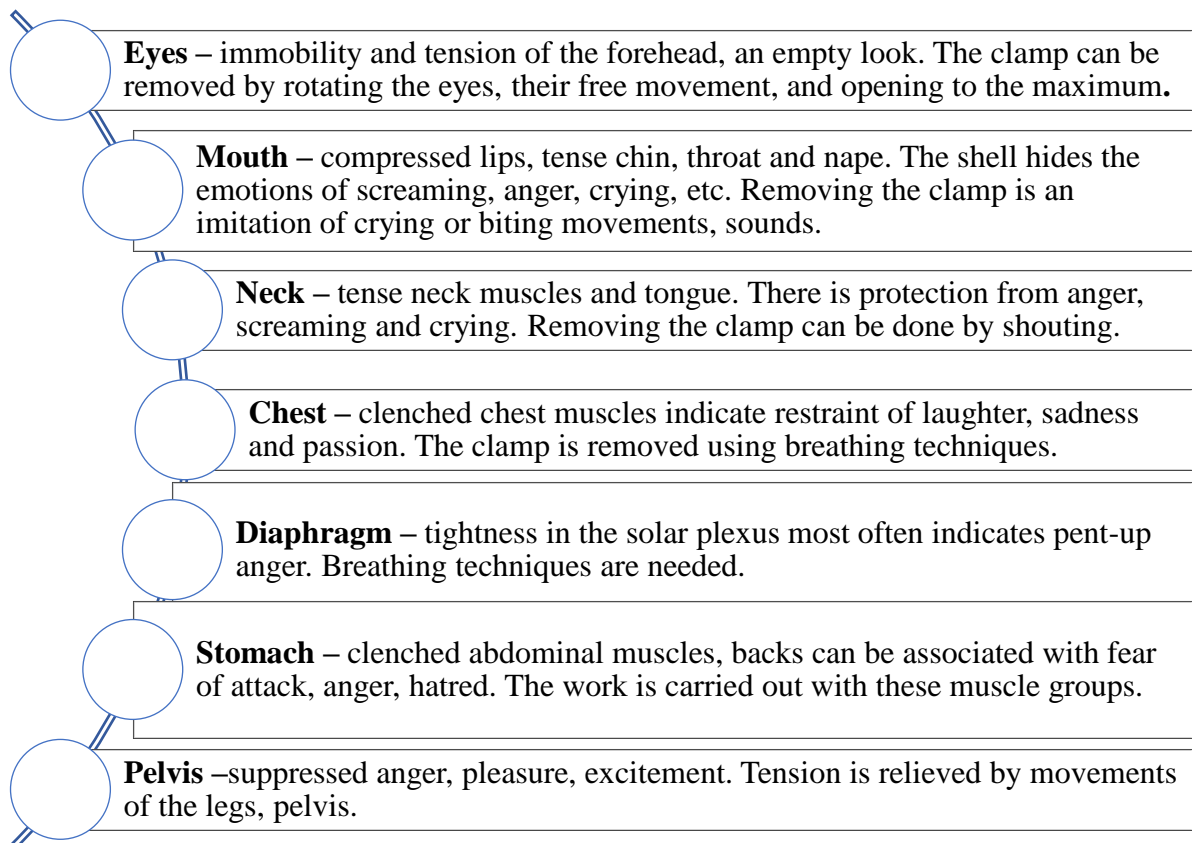 Eyes – immobility and tension of the forehead, an empty look. The clamp can be
removed by rotating the eyes, their free movement, and opening to the maximum.
Mouth – compressed lips, tense chin, throat and nape. The shell hides the
emotions of screaming, anger, crying, etc. Removing the clamp is an
imitation of crying or biting movements, sounds.
Neck – tense neck muscles and tongue. There is protection from anger,
screaming and crying. Removing the clamp can be done by shouting.
Chest – clenched chest muscles indicate restraint of laughter, sadness
and passion. The clamp is removed using breathing techniques.
Diaphragm – tightness in the solar plexus most often indicates pent-up
anger. Breathing techniques are needed.
Stomach – clenched abdominal muscles, backs can be associated with fear
of attack, anger, hatred. The work is carried out with these muscle groups.
Pelvis –suppressed anger, pleasure, excitement. Tension is relieved by movements
of the legs, pelvis.